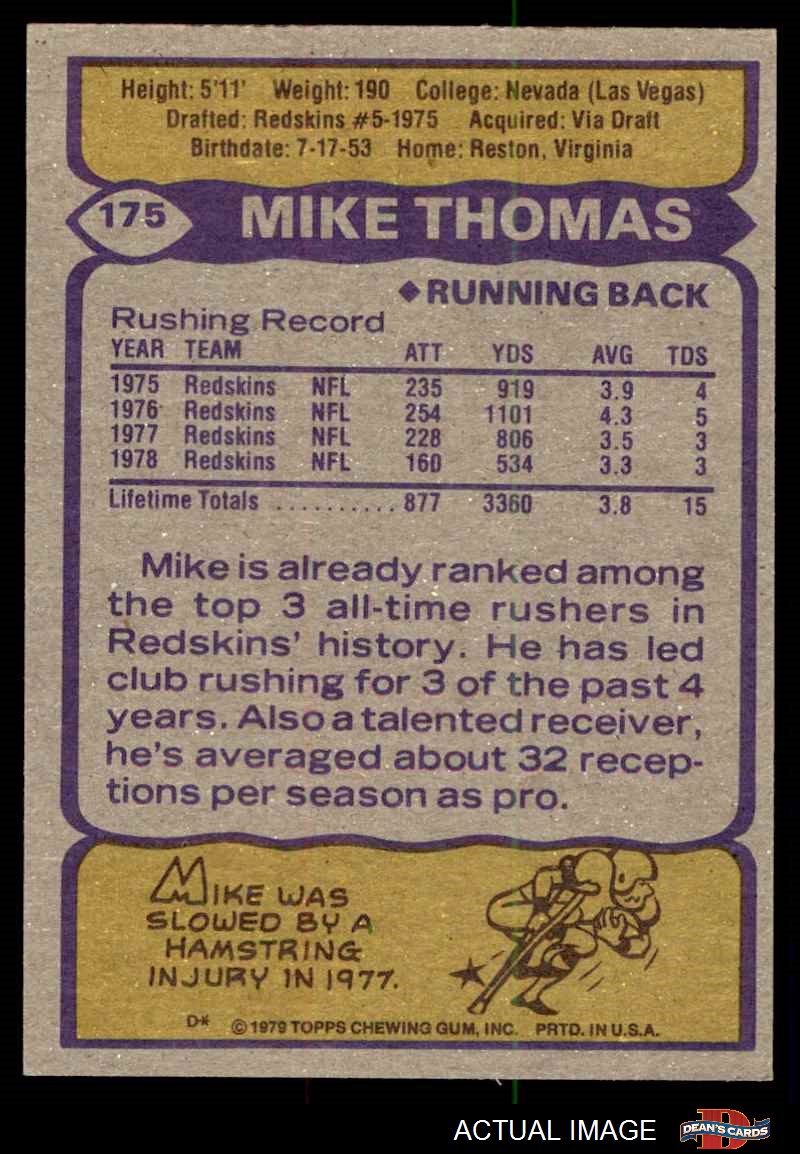 Height: 5'11' Weight: 190 College: Nevada (Las Vegas)
Drafted: Redskins #5-1975 Acquired: Via Draft
Birthdate: 7-17-53 Home: Reston, Virginia
175 MIKE THOMAS
◆RUNNING BACK
Rushing Record
YEAR TEAM ATT YDS AVG TDS
1975 Redskins NFL 235 919 3.9 4
1976 Redskins NFL 254 1101 4.3 5
1977 Redskins NFL 228 806 3.5 3
1978 Redskins NFL 160 534 3.3 3
Lifetime Totals .......... 877 3360 3.8 15
Mike is already ranked among
the top 3 all-time rushers in
Redskins' history. He has led
club rushing for 3 of the past 4
years. Also a talented receiver,
he's averaged about 32 recep-
tions per season as pro.
MIKE WAS
SLOWED BY A
HAMSTRING
INJURY IN 1977.
D* ©1979 TOPPS CHEWING GUM, INC. PRTD. IN U.S.A.
ACTUAL IMAGE DEAN'S CARDS